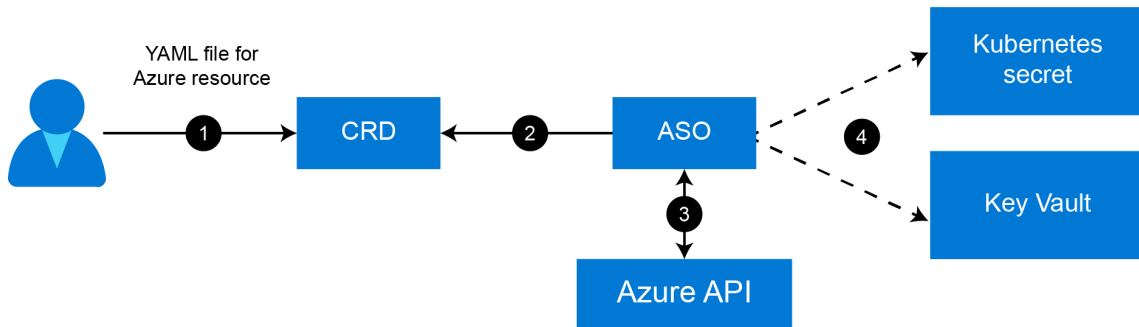 YAML file for
Azure resource
1
CRD
2
ASO
3
Azure API
4
Kubernetes
secret
Key Vault